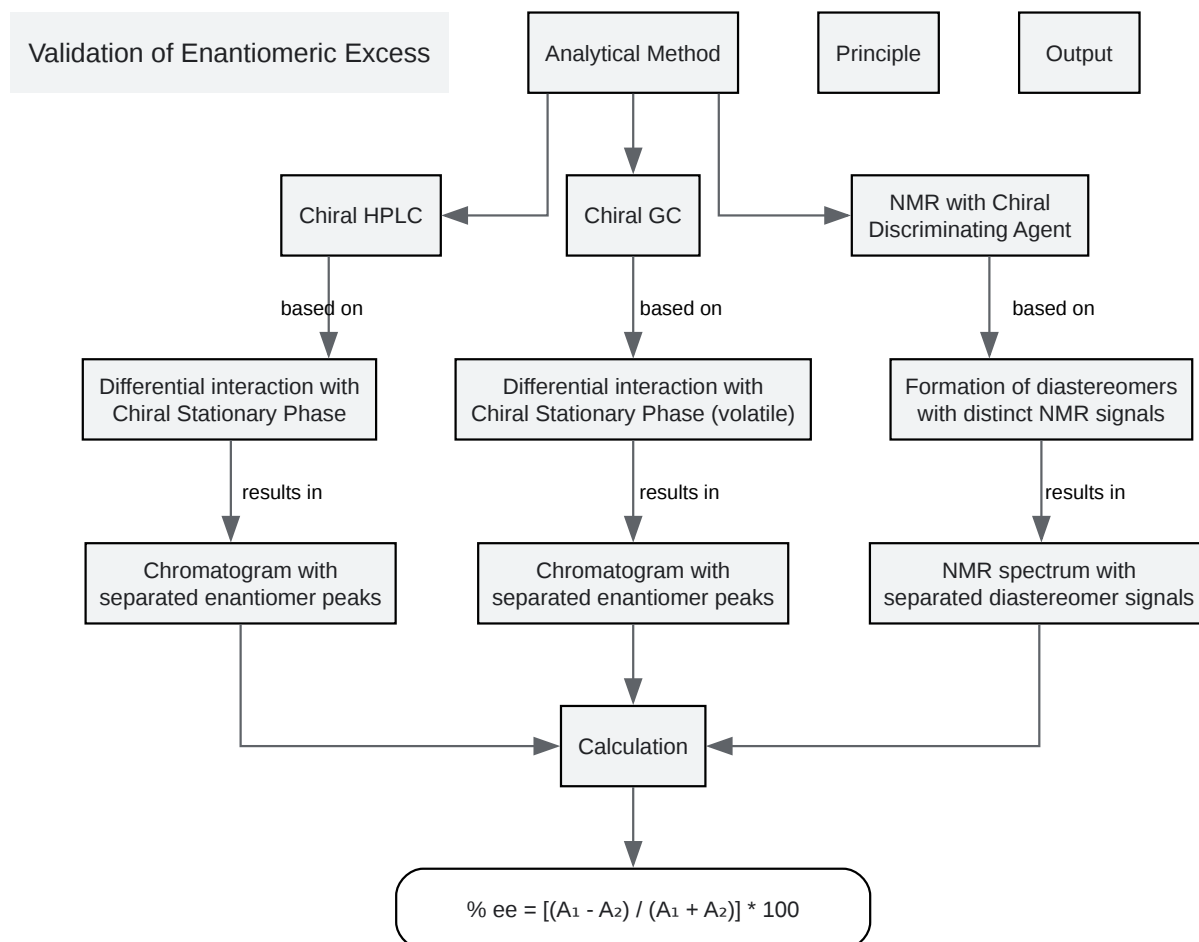 Validation of Enantiomeric Excess
Analytical Method
Principle
Output
Chiral HPLC
Chiral GC
NMR with Chiral
Discriminating Agent
based on
based on
based on
Differential interaction with
Chiral Stationary Phase
Differential interaction with
Chiral Stationary Phase (volatile)
Formation of diastereomers
with distinct NMR signals
results in
results in
results in
Chromatogram with
separated enantiomer peaks
Chromatogram with
separated enantiomer peaks
NMR spectrum with
separated diastereomer signals
Calculation
% ee = [(A₁ - A₂) / (A₁ + A₂)] * 100